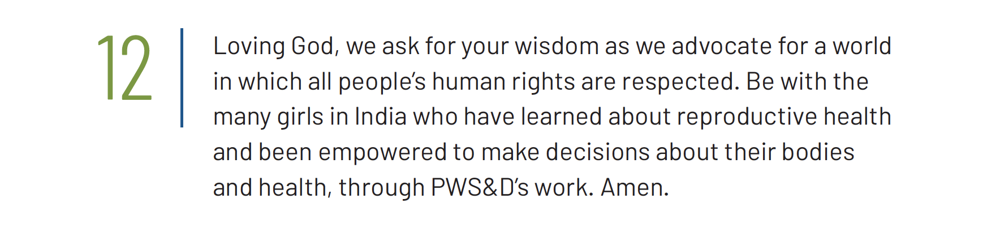 12
Loving God, we ask for your wisdom as we advocate for a world
in which all people’s human rights are respected. Be with the
many girls in India who have learned about reproductive health
and been empowered to make decisions about their bodies
and health, through PWS&D’s work. Amen.